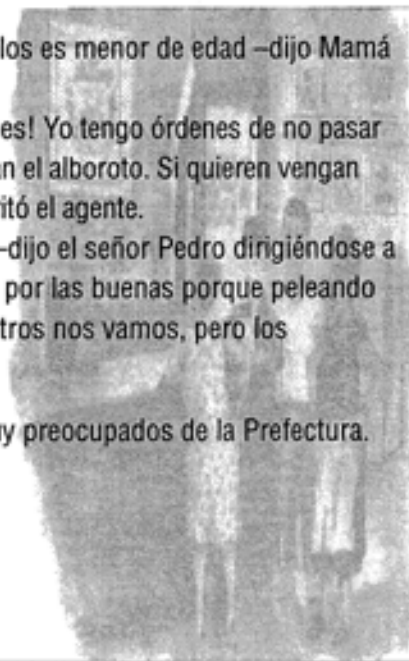 los es menor de edad –dijo Mamá
es! Yo tengo órdenes de no pasar
an el alboroto. Si quieren vengan
itó el agente.
–dijo el señor Pedro dirigiéndose a
por las buenas porque peleando
tros nos vamos, pero los
y preocupados de la Prefectura.